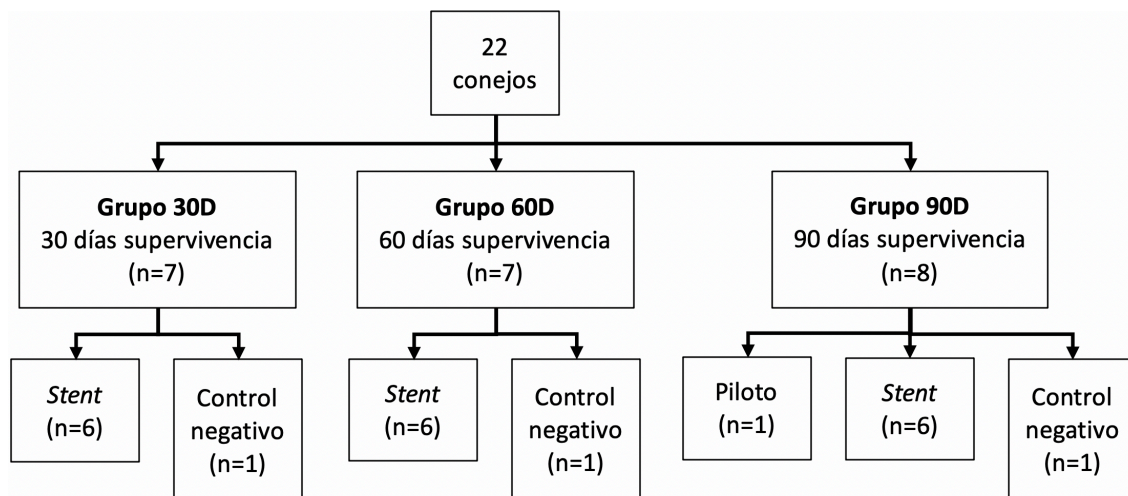 22
conejos
Grupo 30D
30 días supervivencia
(n=7)
Grupo 60D
60 días supervivencia
(n=7)
Grupo 90D
90 días supervivencia
(n=8)
Stent
(n=6)
Control
negativo
(n=1)
Stent
(n=6)
Control
negativo
(n=1)
Piloto
(n=1)
Stent
(n=6)
Control
negativo
(n=1)